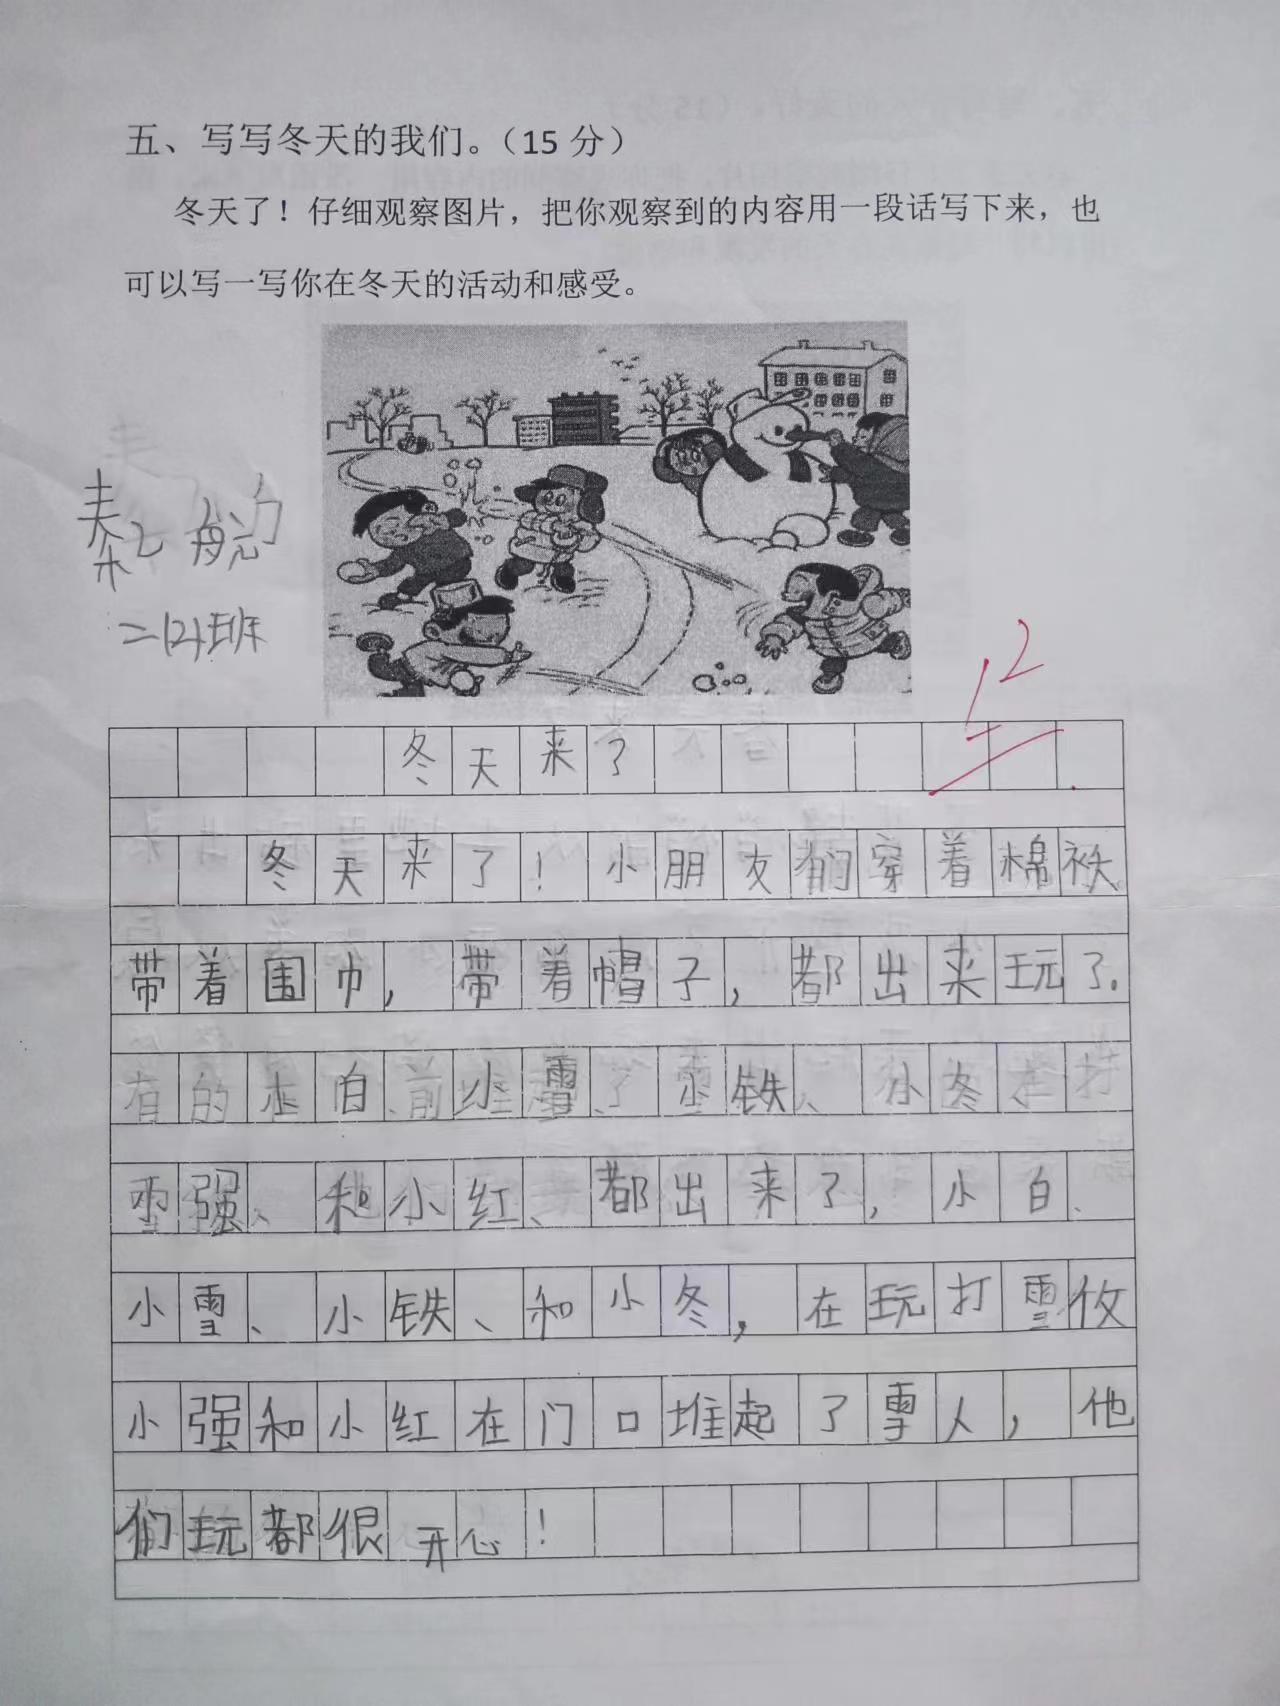 五、写写冬天的我们。（15 分）
冬天了！仔细观察图片，把你观察到的内容用一段话写下来，也
可以写一写你在冬天的活动和感受。
二（2）班
12
冬天来了
冬天来了！小朋友们穿着棉袄
带着围巾，带着帽子，都出来玩了。
小白、小雪、小铁、小冬、
强、和小红、都出来了，小白、
小雪、小铁、和小冬，在玩打雪仗
小强和小红在门口堆起了雪人，他
们玩都很开心！